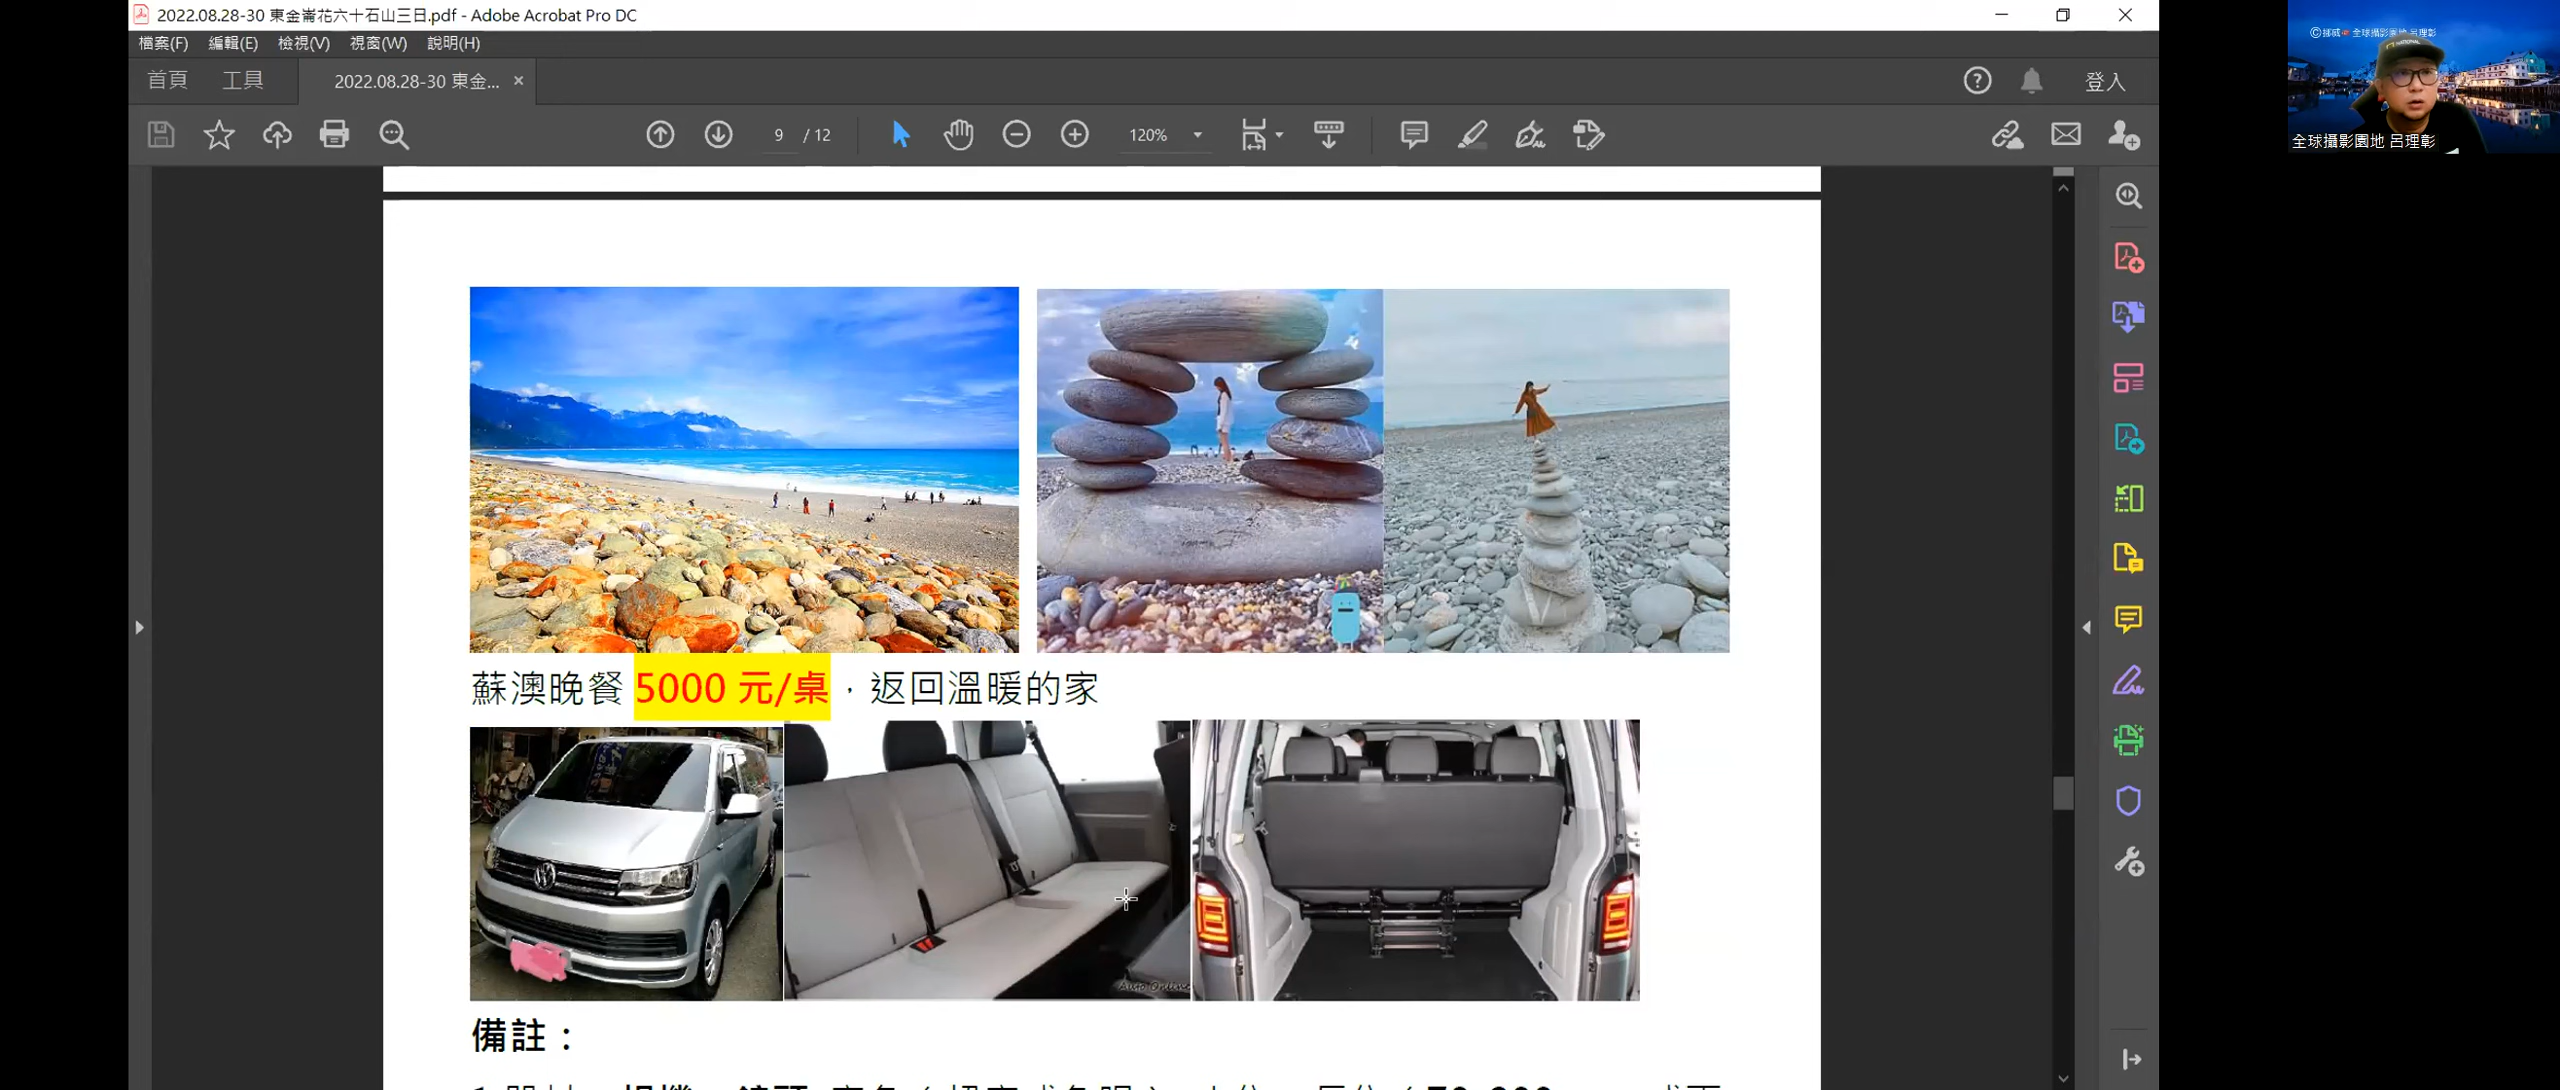 2022.08.28-30 東金崙花六十石山三日.pdf - Adobe Acrobat Pro DC
檔案(F) 編輯(E) 檢視(V) 視窗(W) 說明(H)
首頁 工具 2022.08.28-30 東金... × 登入
9 / 12 120%
全球攝影園地 呂理彰
蘇澳晚餐 5000 元/桌，返回溫暖的家
Auto Online
備註：